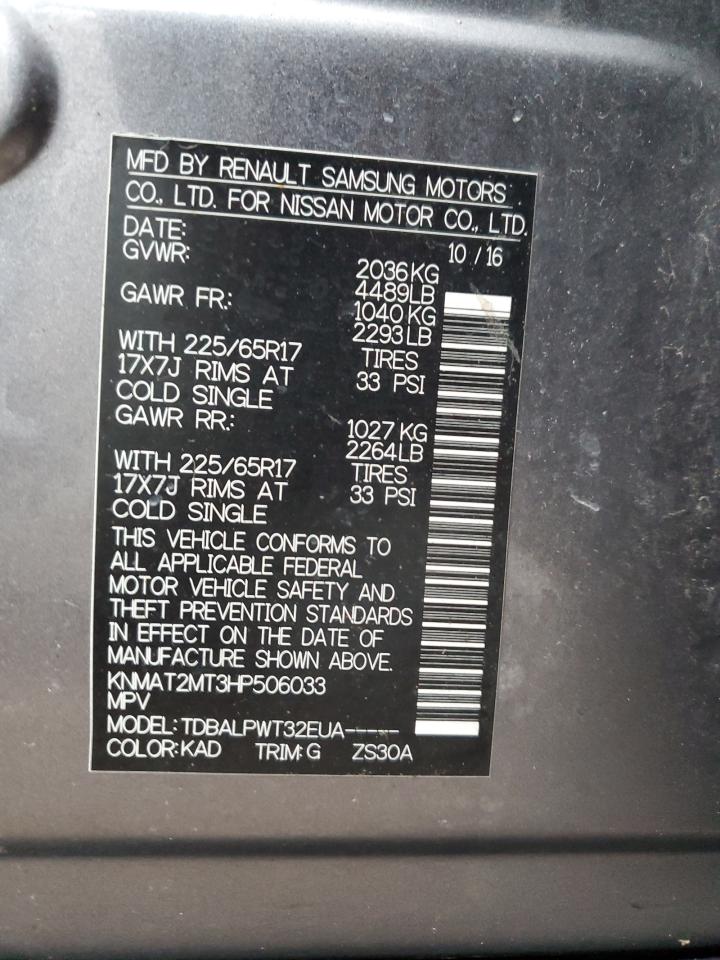 MFD BY RENAULT SAMSUNG MOTORS
CO., LTD. FOR NISSAN MOTOR CO., LTD.
DATE: 10 / 16
GVWR: 2036KG
4489LB
GAWR FR.: 1040 KG
2293LB
WITH 225/65R17 TIRES
17X7J RIMS AT 33 PSI
COLD SINGLE
GAWR RR.: 1027 KG
2264LB
WITH 225/65R17 TIRES
17X7J RIMS AT 33 PSI
COLD SINGLE
THIS VEHICLE CONFORMS TO
ALL APPLICABLE FEDERAL
MOTOR VEHICLE SAFETY AND
THEFT PREVENTION STANDARDS
IN EFFECT ON THE DATE OF
MANUFACTURE SHOWN ABOVE.
KNMAT2MT3HP506033
MPV
MODEL: TDBALPWT32EUA-----
COLOR: KAD TRIM: G ZS30A